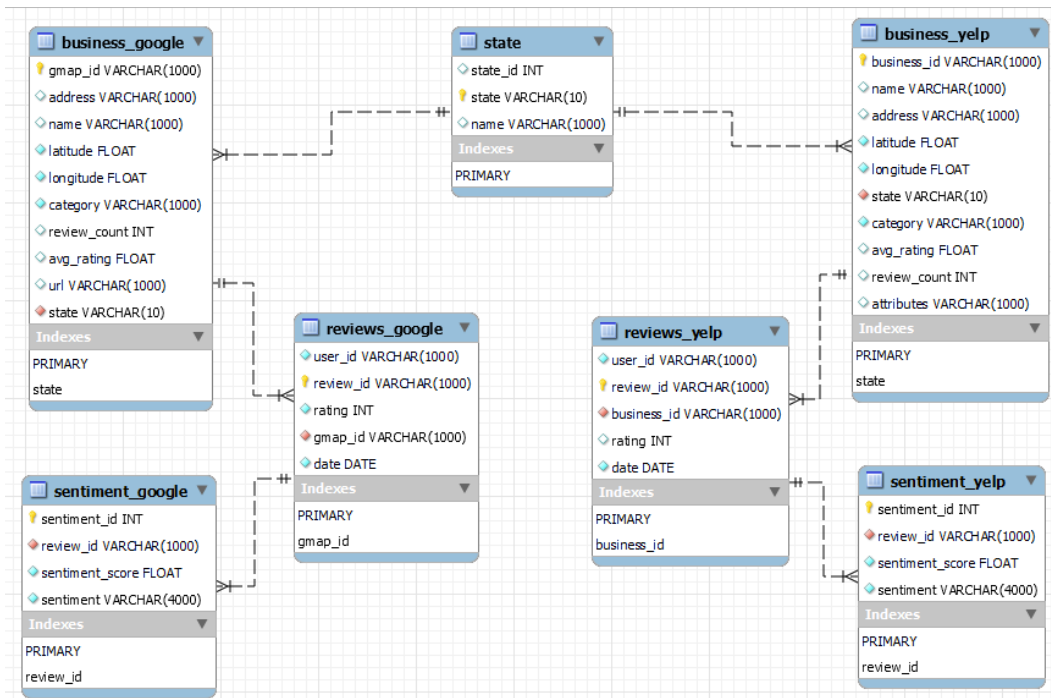 business_google
gmap_id VARCHAR(1000)
address VARCHAR(1000)
name VARCHAR(1000)
latitude FLOAT
longitude FLOAT
category VARCHAR(1000)
review_count INT
avg_rating FLOAT
url VARCHAR(1000)
state VARCHAR(10)
Indexes
PRIMARY
state
state
state_id INT
state VARCHAR(10)
name VARCHAR(1000)
Indexes
PRIMARY
business_yelp
business_id VARCHAR(1000)
name VARCHAR(1000)
address VARCHAR(1000)
latitude FLOAT
longitude FLOAT
state VARCHAR(10)
category VARCHAR(1000)
avg_rating FLOAT
review_count INT
attributes VARCHAR(1000)
Indexes
PRIMARY
state
reviews_google
user_id VARCHAR(1000)
review_id VARCHAR(1000)
rating INT
gmap_id VARCHAR(1000)
date DATE
Indexes
PRIMARY
gmap_id
reviews_yelp
user_id VARCHAR(1000)
review_id VARCHAR(1000)
business_id VARCHAR(1000)
rating INT
date DATE
Indexes
PRIMARY
business_id
sentiment_google
sentiment_id INT
review_id VARCHAR(1000)
sentiment_score FLOAT
sentiment VARCHAR(4000)
Indexes
PRIMARY
review_id
sentiment_yelp
sentiment_id INT
review_id VARCHAR(1000)
sentiment_score FLOAT
sentiment VARCHAR(4000)
Indexes
PRIMARY
review_id